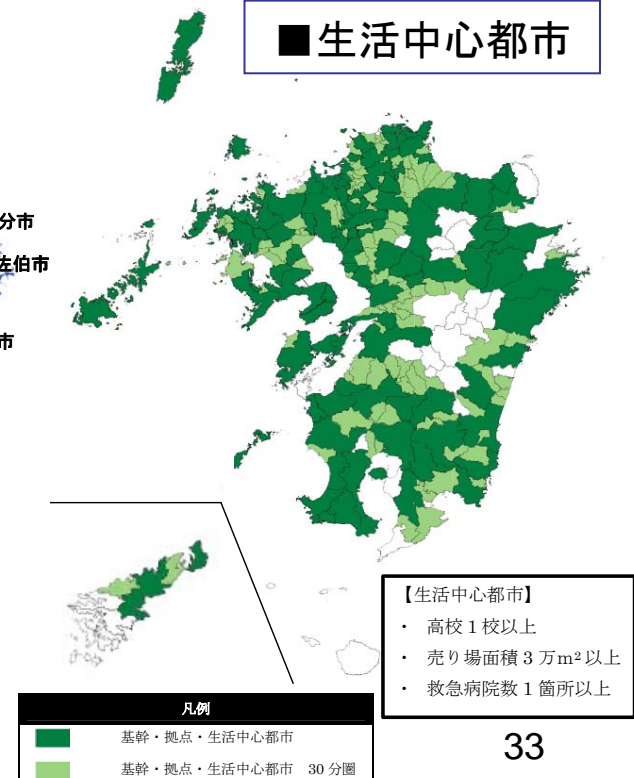 ■生活中心都市
分市
佐伯市
市
【生活中心都市】
・ 高校1校以上
・ 売り場面積3万m²以上
・ 救急病院数1箇所以上
凡例
基幹・拠点・生活中心都市
基幹・拠点・生活中心都市 30分圏
33